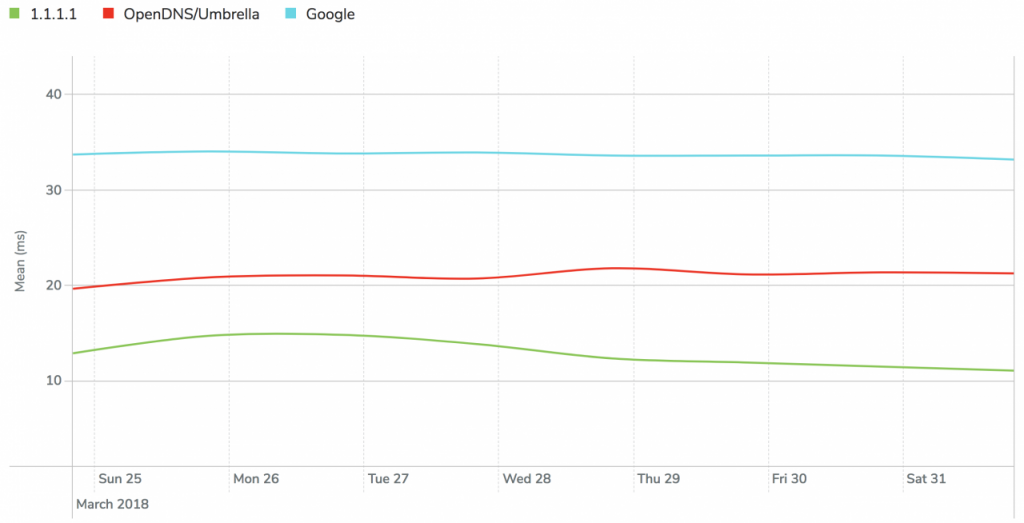 1.1.1.1 OpenDNS/Umbrella Google
40
30
Mean (ms)
20
10
Sun 25 Mon 26 Tue 27 Wed 28 Thu 29 Fri 30 Sat 31
March 2018